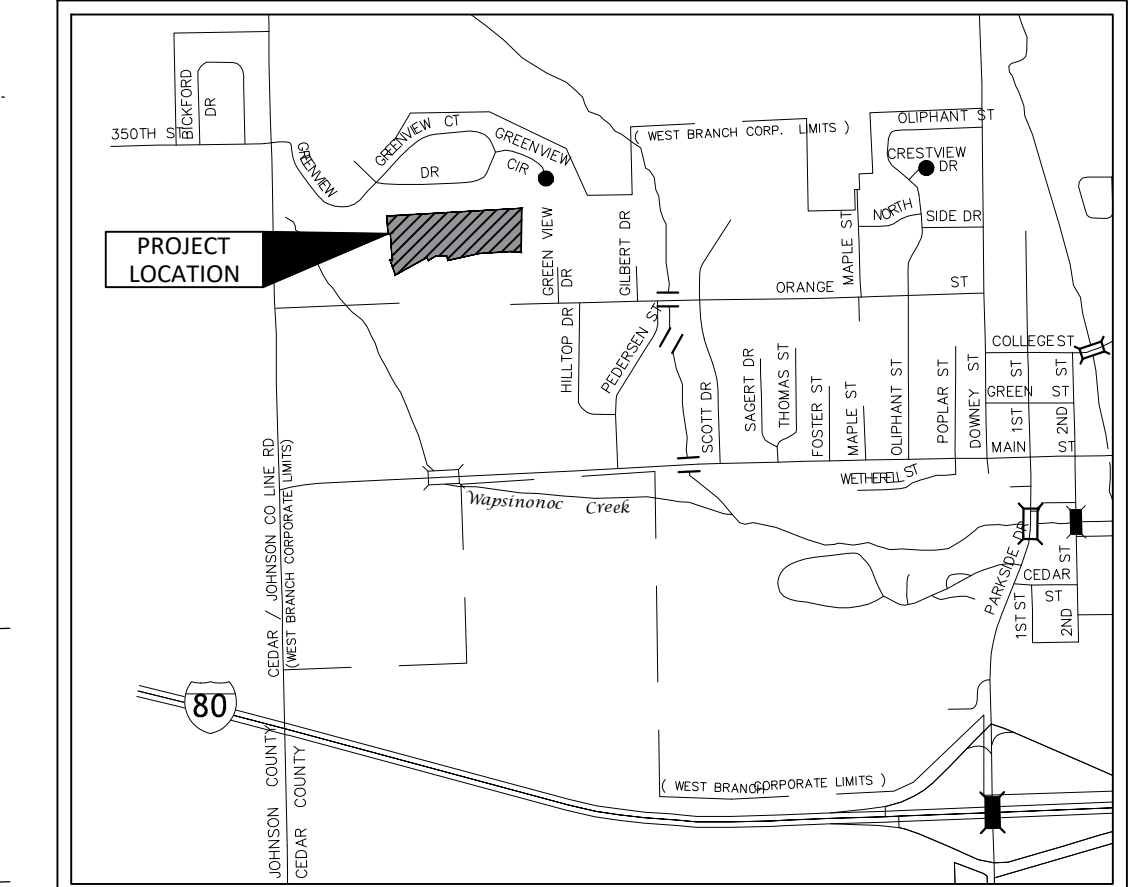 BICKFORD
DR
350TH ST
GREENVIEW
GREENVIEW CT
DR
GREENVIEW
CIR
( WEST BRANCH CORP. LIMITS )
OLIPHANT ST
CRESTVIEW
DR
NORTH
SIDE DR
MAPLE ST
PROJECT
LOCATION
GREEN VIEW
DR
GILBERT DR
ORANGE
ST
HILLTOP DR
PEDERSEN ST
SCOTT DR
SAGERT DR
THOMAS ST
FOSTER ST
MAPLE ST
OLIPHANT ST
POPLAR ST
DOWNEY ST
COLLEGE ST
1ST ST
2ND ST
GREEN ST
MAIN ST
WETHERELL ST
CEDAR / JOHNSON CO LINE RD
(WEST BRANCH CORPORATE LIMITS)
Wapsinonoc Creek
PARKSIDE DR
CEDAR
ST
1ST ST
2ND
ST
80
JOHNSON COUNTY
CEDAR COUNTY
( WEST BRANCH CORPORATE LIMITS )